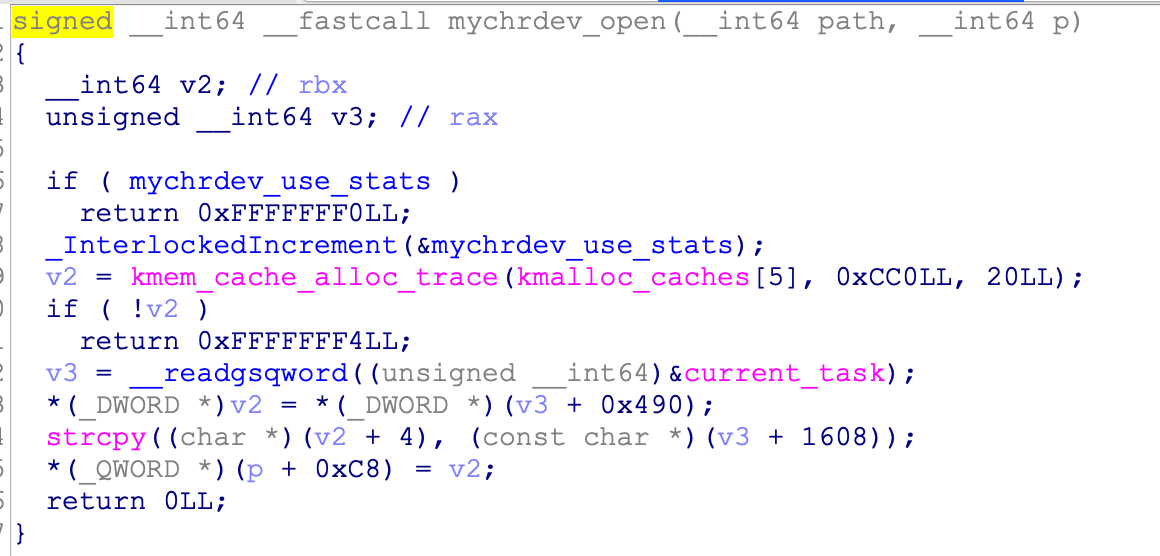 signed __int64 __fastcall mychrdev_open(__int64 path, __int64 p)
{
  __int64 v2; // rbx
  unsigned __int64 v3; // rax

  if ( mychrdev_use_stats )
    return 0xFFFFFFF0LL;
  _InterlockedIncrement(&mychrdev_use_stats);
  v2 = kmem_cache_alloc_trace(kmalloc_caches[5], 0xCC0LL, 20LL);
  if ( !v2 )
    return 0xFFFFFFF4LL;
  v3 = __readgsqword((unsigned __int64)&current_task);
  *(_DWORD *)v2 = *(_DWORD *)(v3 + 0x490);
  strcpy((char *)(v2 + 4), (const char *)(v3 + 1608));
  *(_QWORD *)(p + 0xC8) = v2;
  return 0LL;
}